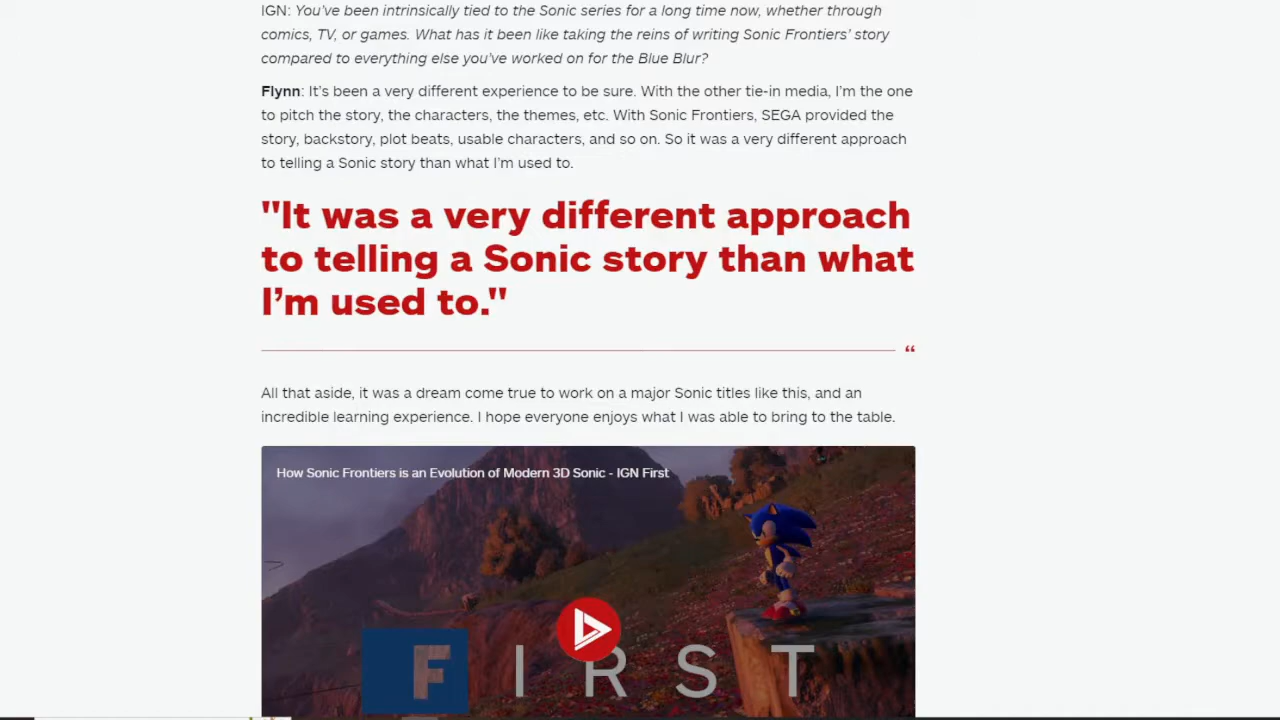 IGN: You’ve been intrinsically tied to the Sonic series for a long time now, whether through
comics, TV, or games. What has it been like taking the reins of writing Sonic Frontiers’ story
compared to everything else you’ve worked on for the Blue Blur?
Flynn: It’s been a very different experience to be sure. With the other tie-in media, I’m the one
to pitch the story, the characters, the themes, etc. With Sonic Frontiers, SEGA provided the
story, backstory, plot beats, usable characters, and so on. So it was a very different approach
to telling a Sonic story than what I’m used to.
"It was a very different approach
to telling a Sonic story than what
I’m used to."
“
All that aside, it was a dream come true to work on a major Sonic titles like this, and an
incredible learning experience. I hope everyone enjoys what I was able to bring to the table.
How Sonic Frontiers is an Evolution of Modern 3D Sonic - IGN First
FIRST